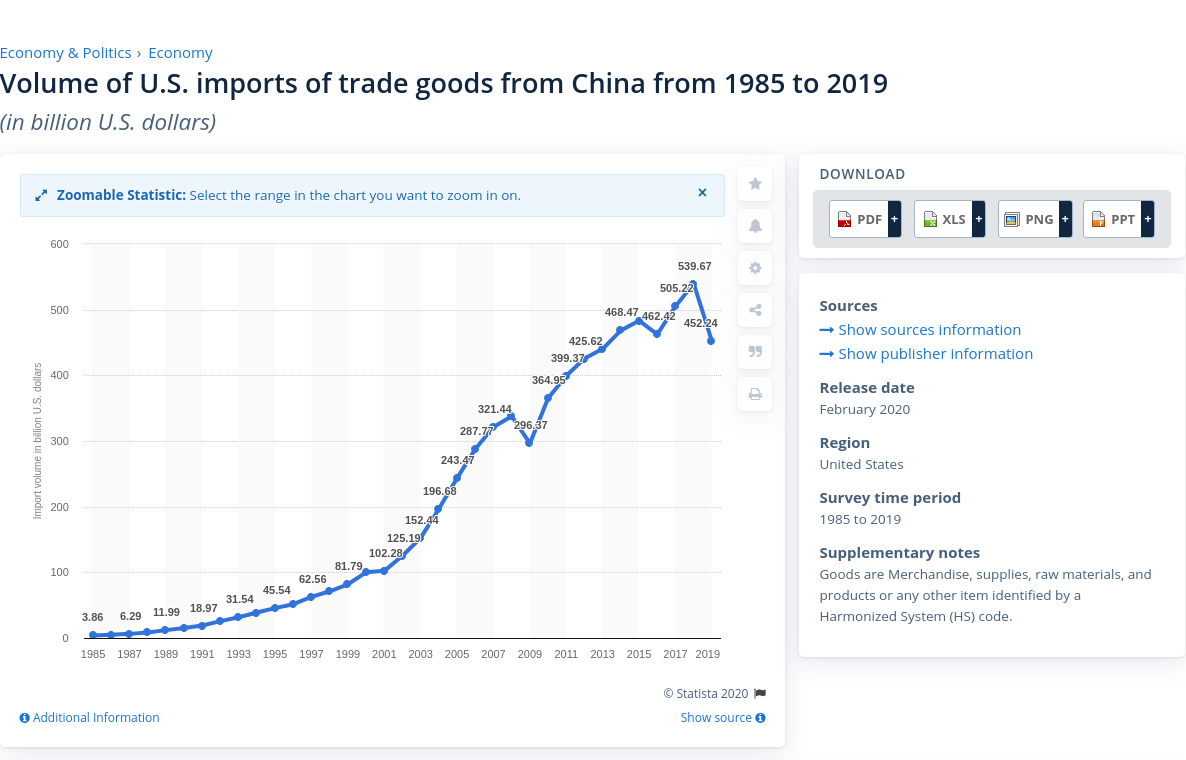 Economy & Politics › Economy
Volume of U.S. imports of trade goods from China from 1985 to 2019
(in billion U.S. dollars)
Zoomable Statistic: Select the range in the chart you want to zoom in on.
×
600
500
400
300
200
100
0
Import volume in billion U.S. dollars
3.86
6.29
11.99
18.97
31.54
45.54
62.56
81.79
102.28
125.19
152.44
196.68
243.47
287.77
321.44
296.37
364.95
399.37
425.62
468.47
462.42
505.22
539.67
452.24
1985 1987 1989 1991 1993 1995 1997 1999 2001 2003 2005 2007 2009 2011 2013 2015 2017 2019
© Statista 2020
Additional Information
Show source
DOWNLOAD
PDF + XLS + PNG + PPT +
Sources
Show sources information
Show publisher information
Release date
February 2020
Region
United States
Survey time period
1985 to 2019
Supplementary notes
Goods are Merchandise, supplies, raw materials, and
products or any other item identified by a
Harmonized System (HS) code.